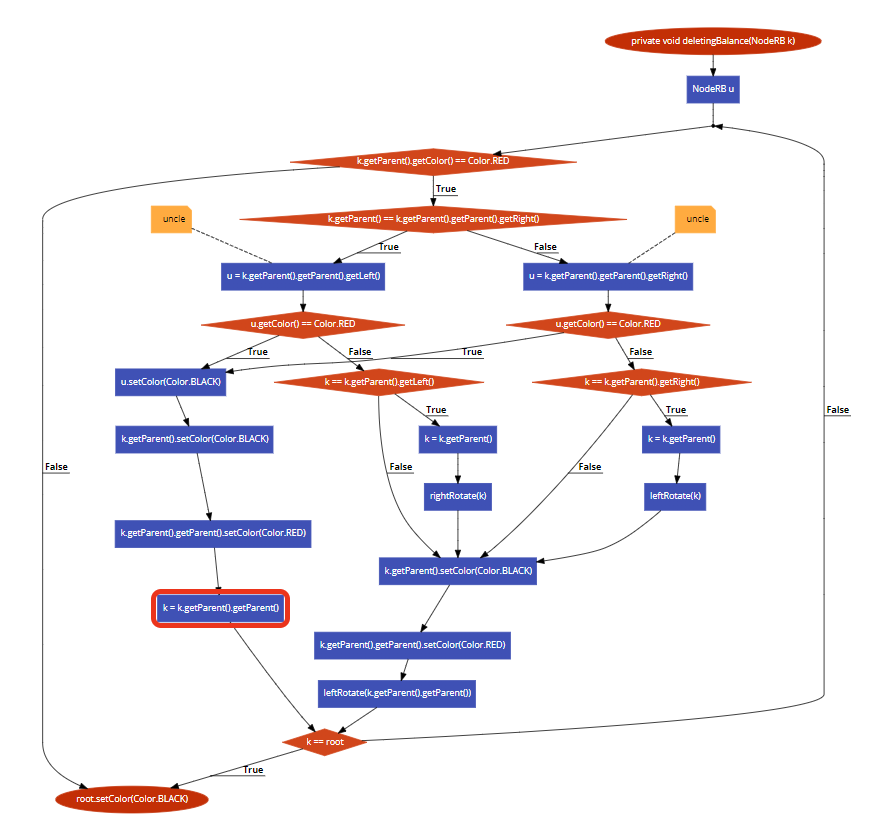 private void deletingBalance(NodeRB k)
NodeRB u
k.getParent().getColor() == Color.RED
True
k.getParent() == k.getParent().getParent().getRight()
uncle
uncle
True
False
u = k.getParent().getParent().getLeft()
u = k.getParent().getParent().getRight()
u.getColor() == Color.RED
u.getColor() == Color.RED
True
False
True
False
u.setColor(Color.BLACK)
k == k.getParent().getLeft()
k == k.getParent().getRight()
True
True
False
k.getParent().setColor(Color.BLACK)
k = k.getParent()
k = k.getParent()
False
False
False
rightRotate(k)
leftRotate(k)
k.getParent().getParent().setColor(Color.RED)
k.getParent().setColor(Color.BLACK)
k = k.getParent().getParent()
k.getParent().getParent().setColor(Color.RED)
leftRotate(k.getParent().getParent())
k == root
True
root.setColor(Color.BLACK)